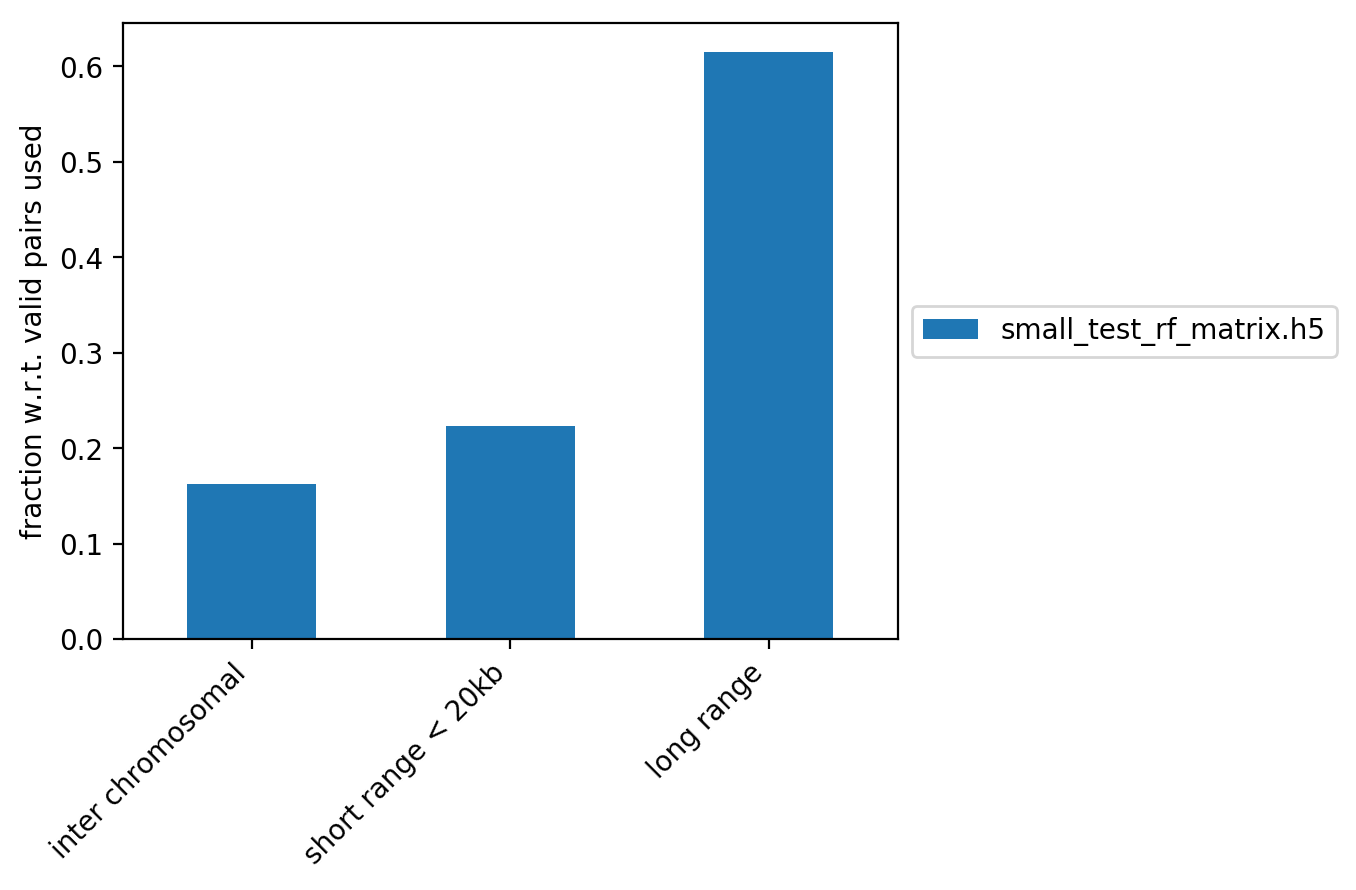 fraction w.r.t. valid pairs used
0.6
0.5
0.4
0.3
0.2
0.1
0.0
inter chromosomal
short range < 20kb
long range
small_test_rf_matrix.h5